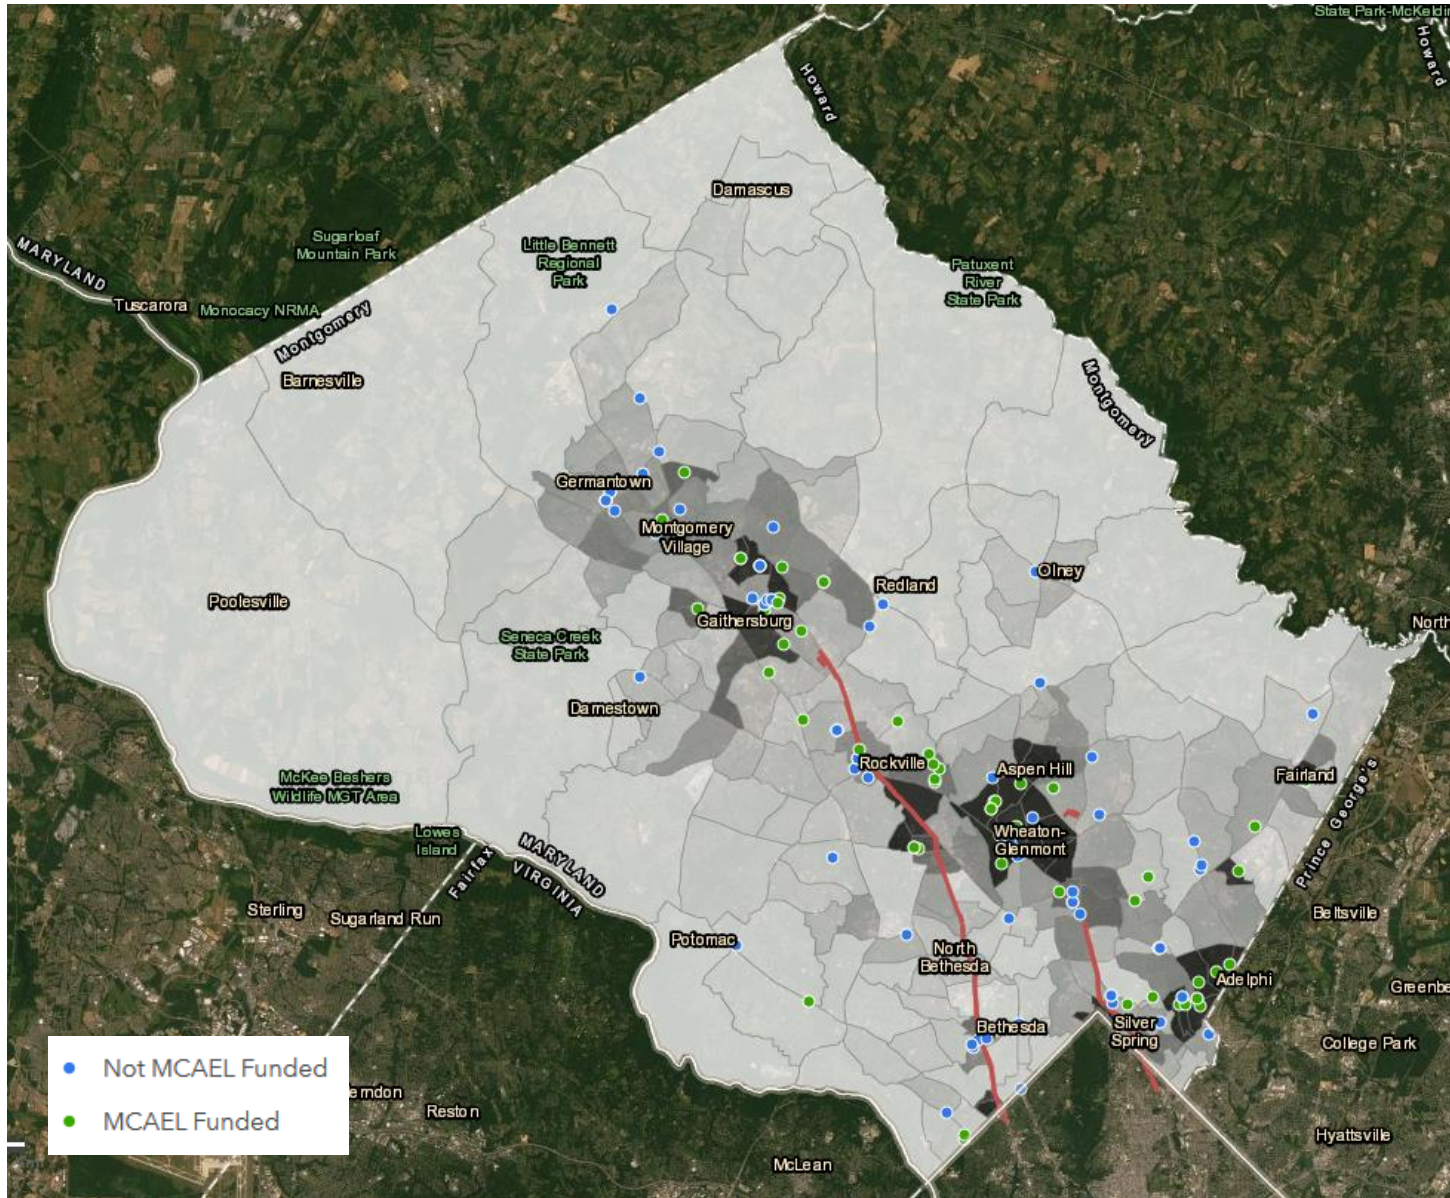 State Park-McKeldin
Howard
Howard
Damascus
Sugarloaf
Mountain Park
Little Bennett
Regional
Park
MARYLAND
Patuxent
River
State Park
Tuscarora
Monocacy NRMA
Montgomery
Barnesville
Montgomery
Germantown
Montgomery
Village
Olney
Redland
Poolesville
Gaithersburg
North
Seneca Creek
State Park
Darnestown
Rockville
Aspen Hill
Fairland
McKee Beshers
Wildlife MGT Area
Prince George's
Lowes
Island
Wheaton-
Glenmont
MARYLAND
VIRGINIA
Fairfax
Sterling
Sugarland Run
Beltsville
Potomac
North
Bethesda
Adelphi
Greenbe
Bethesda
Silver
Spring
College Park
Not MCAEL Funded
MCAEL Funded
erndon
Reston
Hyattsville
McLean